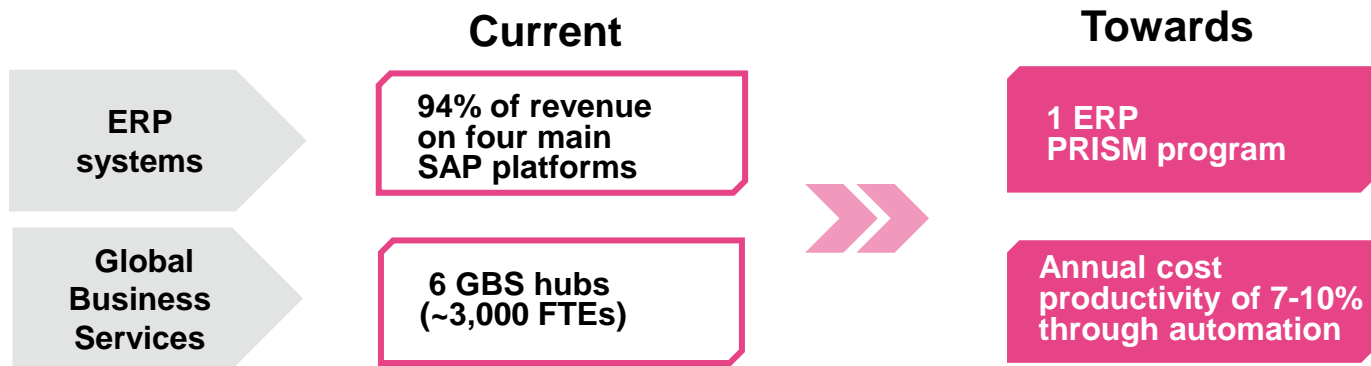 Current
Towards
ERP
systems
94% of revenue
on four main
SAP platforms
1 ERP
PRISM program
Global
Business
Services
6 GBS hubs
(~3,000 FTEs)
Annual cost
productivity of 7-10%
through automation